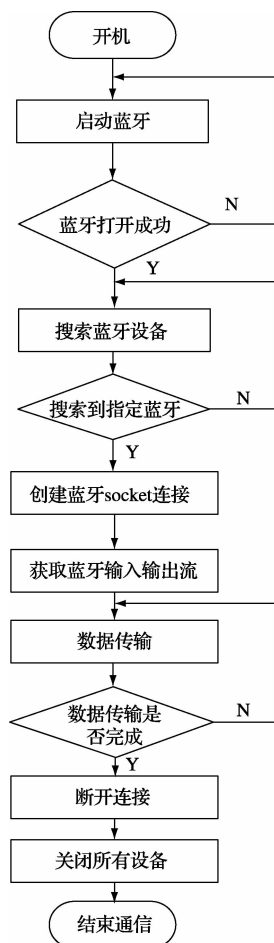 开机
启动蓝牙
蓝牙打开成功
N
Y
搜索蓝牙设备
搜索到指定蓝牙
N
Y
创建蓝牙socket连接
获取蓝牙输入输出流
数据传输
数据传输是
否完成
N
Y
断开连接
关闭所有设备
结束通信